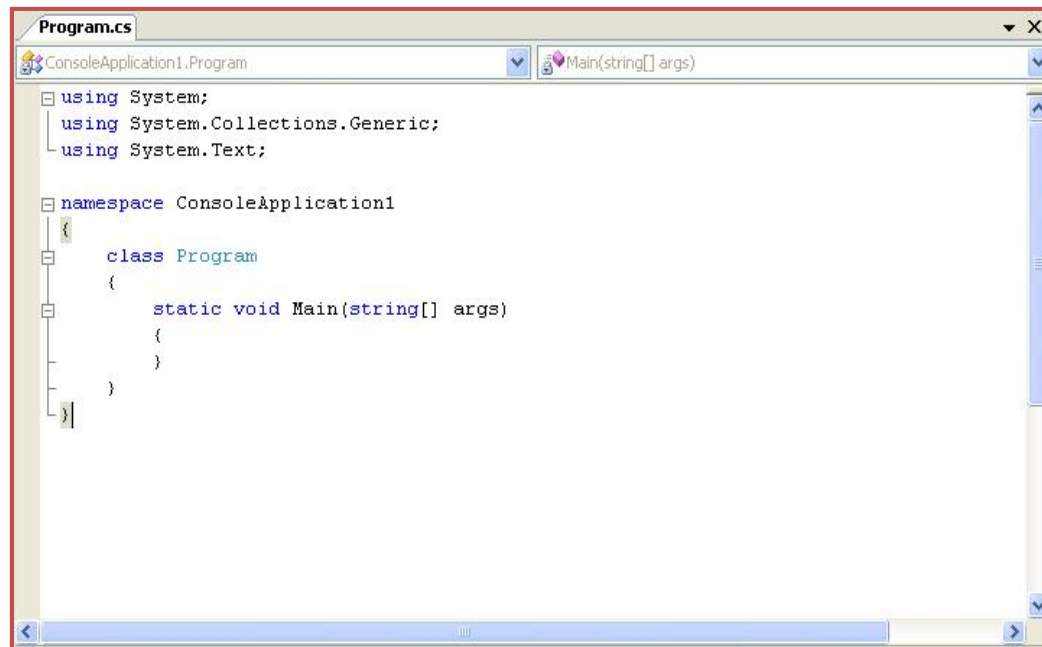 Program.cs
ConsoleApplication1.Program
Main(string[] args)
using System;
using System.Collections.Generic;
using System.Text;
namespace ConsoleApplication1
{
class Program
{
static void Main(string[] args)
{
}
}
}